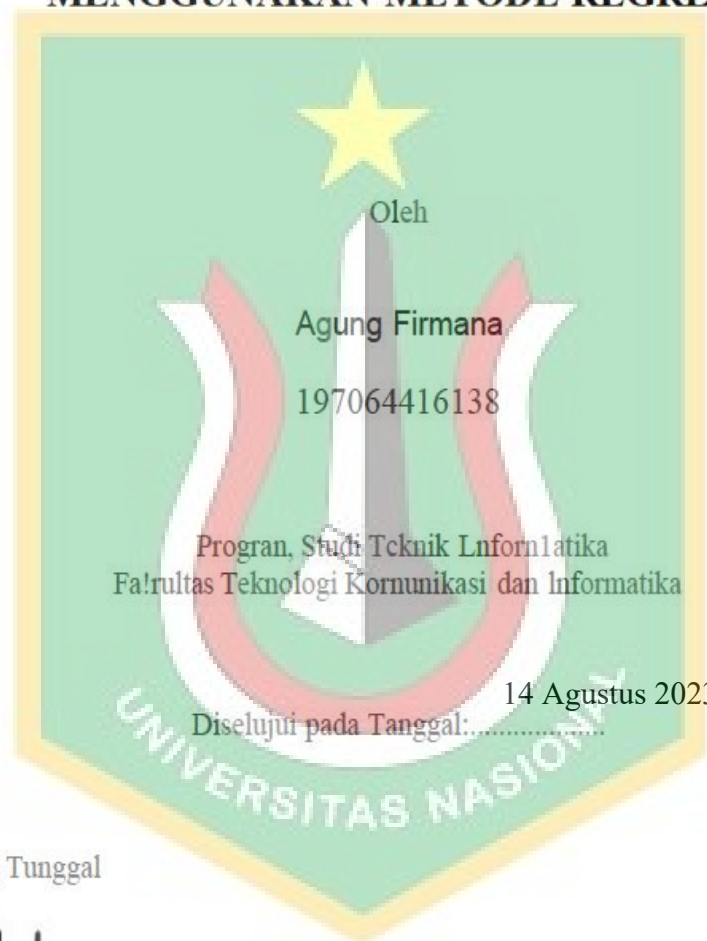 MENGGUNAKAN METODE REGRE
Oleh
Agung Firmana
197064416138
Progran, Studi Tcknik Lnforn1atika
Fa!rultas Teknologi Kornunikasi dan lnformatika
14 Agustus 2023
Diselujui pada Tanggal:...................
UNIVERSITAS NASIONAL
Tunggal